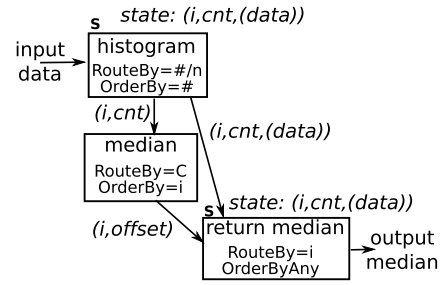 state: (i,cnt,(data))
S
input
data
histogram
RouteBy=#/n
OrderBy=#
(i,cnt)
(i,cnt,(data))
median
RouteBy=C
OrderBy=i
state: (i,cnt,(data))
S
(i,offset)
return median
RouteBy=i
OrderByAny
output
median